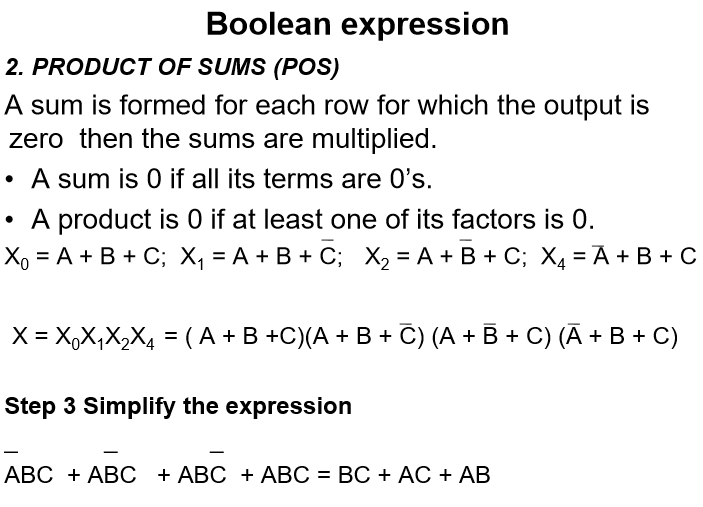 Boolean expression
2. PRODUCT OF SUMS (POS)
A sum is formed for each row for which the output is
zero then the sums are multiplied.
• A sum is 0 if all its terms are 0's.
• A product is 0 if at least one of its factors is 0.
X₀ = A + B + C; X₁ = A + B + C̅; X₂ = A + B̅ + C; X₄ = A̅ + B + C
X = X₀X₁X₂X₄ = ( A + B +C)(A + B + C̅) (A + B̅ + C) (A̅ + B + C)
Step 3 Simplify the expression
A̅BC + AB̅C + ABC̅ + ABC = BC + AC + AB